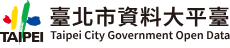 臺北市資料大平臺
TAIPEI Taipei City Government Open Data